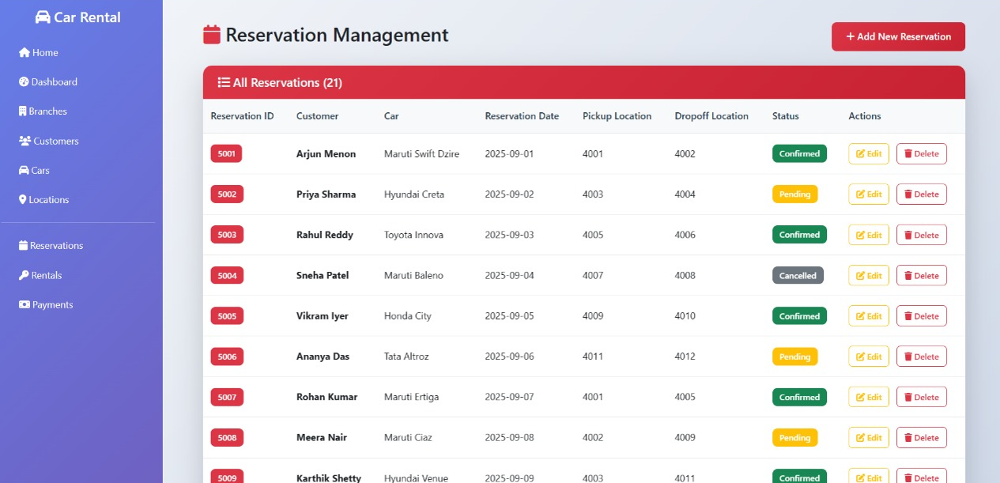 Car Rental
Home
Dashboard
Branches
Customers
Cars
Locations
Reservations
Rentals
Payments
Reservation Management
+ Add New Reservation
All Reservations (21)
Reservation ID Customer Car Reservation Date Pickup Location Dropoff Location Status Actions
5001 Arjun Menon Maruti Swift Dzire 2025-09-01 4001 4002 Confirmed Edit Delete
5002 Priya Sharma Hyundai Creta 2025-09-02 4003 4004 Pending Edit Delete
5003 Rahul Reddy Toyota Innova 2025-09-03 4005 4006 Confirmed Edit Delete
5004 Sneha Patel Maruti Baleno 2025-09-04 4007 4008 Cancelled Edit Delete
5005 Vikram Iyer Honda City 2025-09-05 4009 4010 Confirmed Edit Delete
5006 Ananya Das Tata Altroz 2025-09-06 4011 4012 Pending Edit Delete
5007 Rohan Kumar Maruti Ertiga 2025-09-07 4001 4005 Confirmed Edit Delete
5008 Meera Nair Maruti Ciaz 2025-09-08 4002 4009 Pending Edit Delete
5009 Karthik Shetty Hyundai Venue 2025-09-09 4003 4011 Confirmed Edit Delete